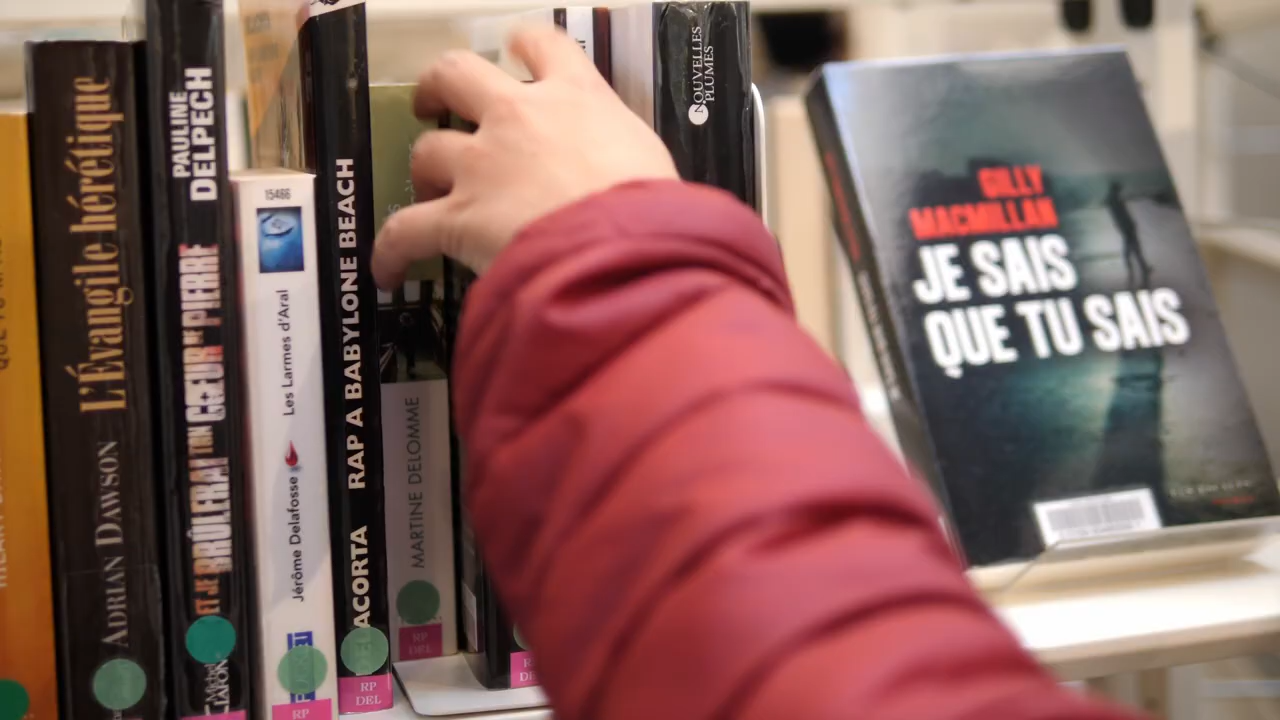 L'Évangile hérétique
ADRIAN DAWSON
PAULINE
DELPECH
ET JE BRÛLERAI TON CŒUR DE PIERRE
15466
Les Larmes d'Aral
Jérôme Delafosse
RAP A BABYLONE BEACH
ACORTA
RP
DEL
MARTINE DELOMME
RP
DEL
NOUVELLES
PLUMES
GILLY
MACMILLAN
JE SAIS
QUE TU SAIS
RP